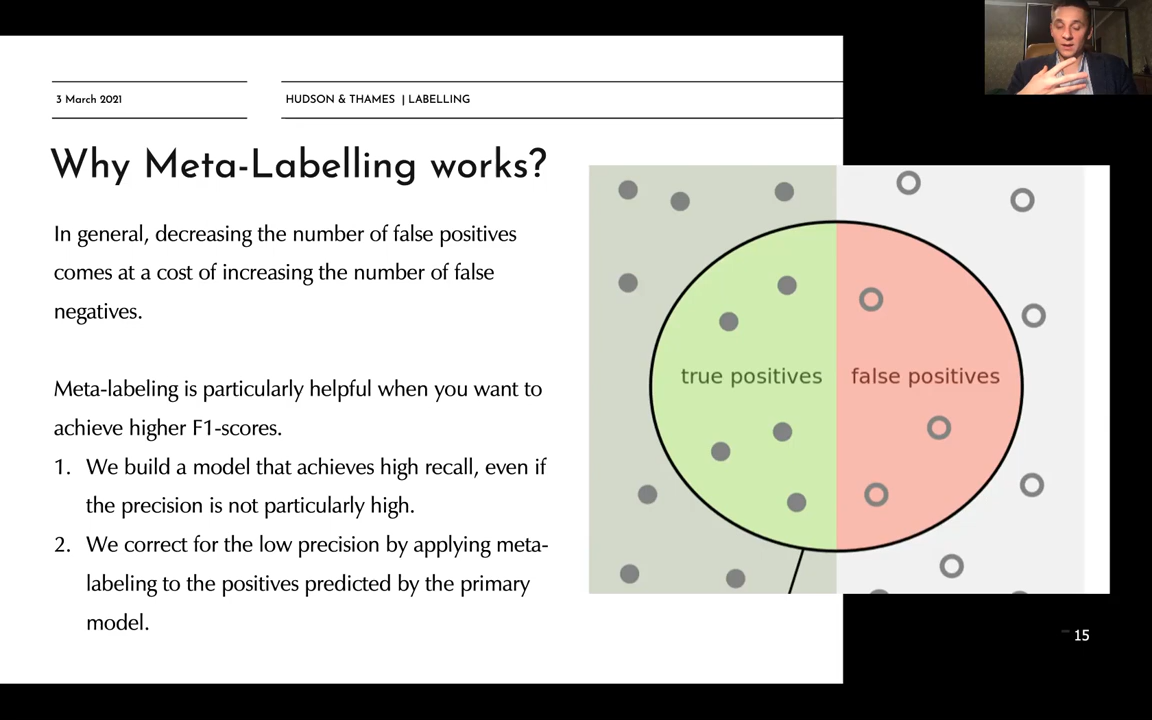 3 March 2021
HUDSON & THAMES | LABELLING
Why Meta-Labelling works?
In general, decreasing the number of false positives
comes at a cost of increasing the number of false
negatives.
Meta-labeling is particularly helpful when you want to
achieve higher F1-scores.
1. We build a model that achieves high recall, even if
the precision is not particularly high.
2. We correct for the low precision by applying meta-
labeling to the positives predicted by the primary
model.
true positives
false positives
15